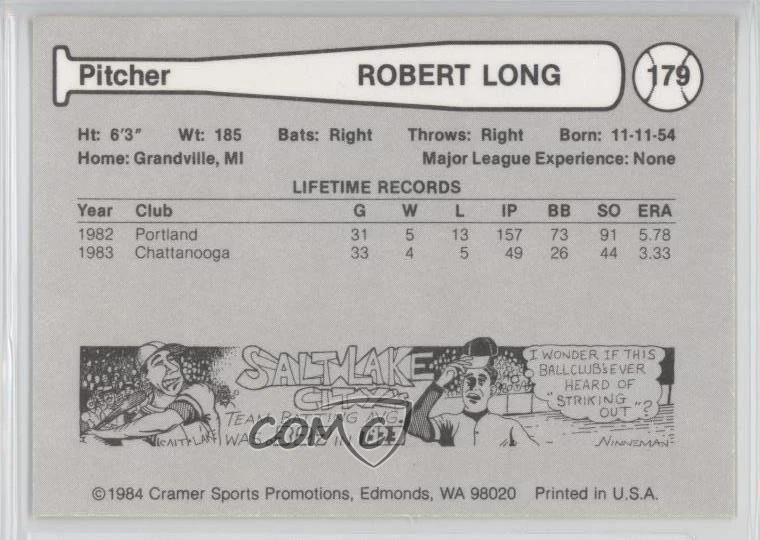 Pitcher ROBERT LONG 179
Ht: 6'3" Wt: 185 Bats: Right Throws: Right Born: 11-11-54
Home: Grandville, MI Major League Experience: None
LIFETIME RECORDS
Year Club G W L IP BB SO ERA
1982 Portland 31 5 13 157 73 91 5.78
1983 Chattanooga 33 4 5 49 26 44 3.33
SALT LAKE
CITY'S
TEAM BATTING AVG.
WAS IN
SALT LAKE
I WONDER IF THIS
BALLCLUB'S EVER
HEARD OF
"STRIKING
OUT"?
NINNEMAN
COMC
©1984 Cramer Sports Promotions, Edmonds, WA 98020 Printed in U.S.A.